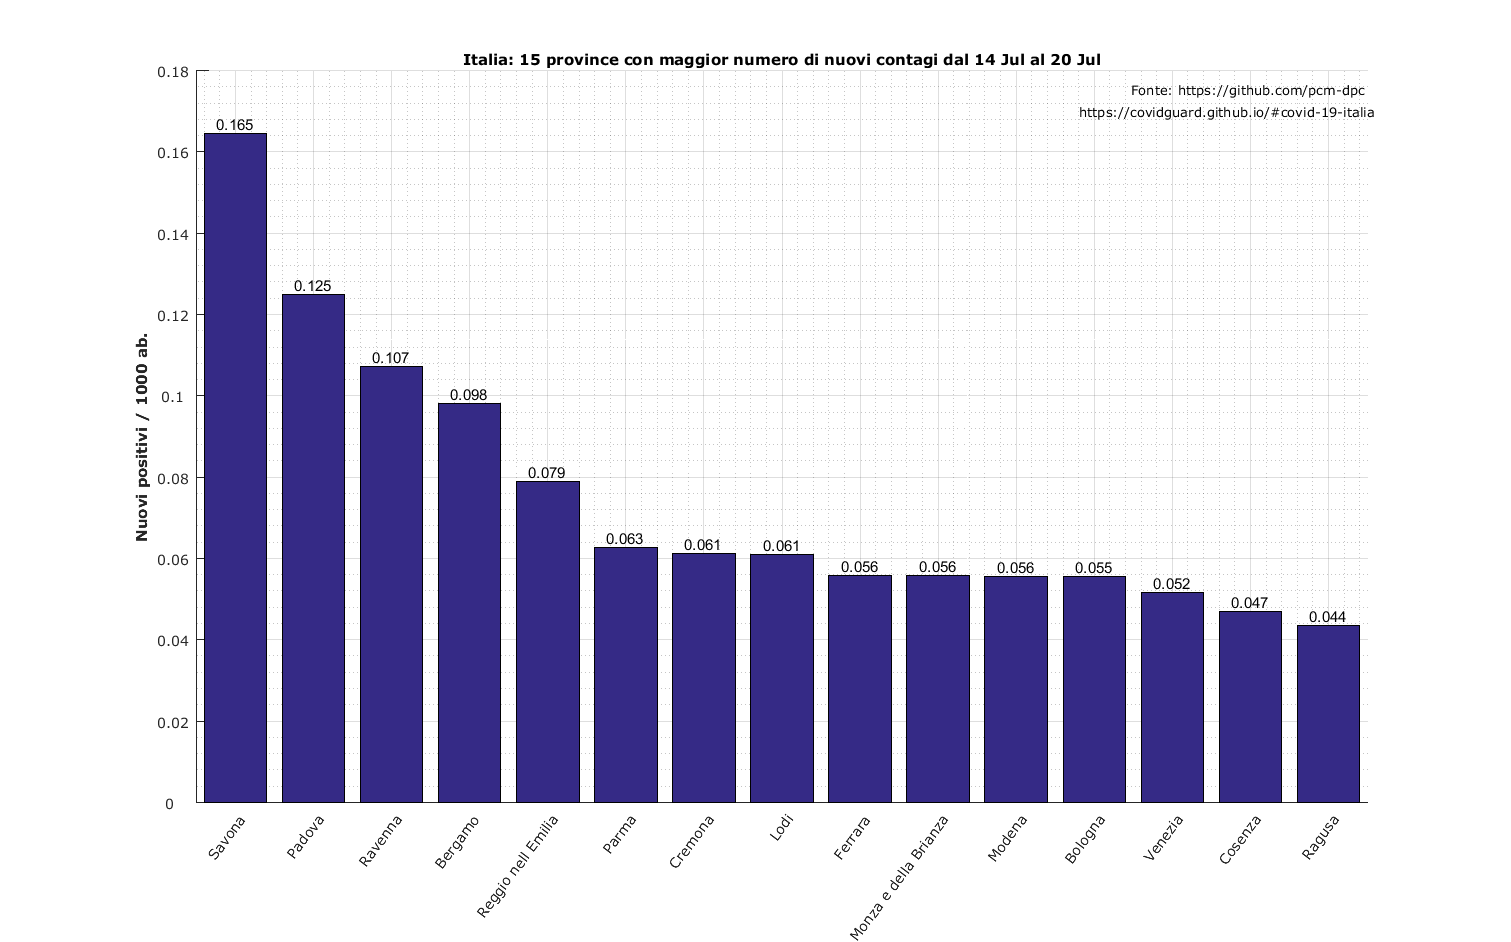 Italia: 15 province con maggior numero di nuovi contagi dal 14 Jul al 20 Jul
Fonte: https://github.com/pcm-dpc
https://covidguard.github.io/#covid-19-italia
Nuovi positivi / 1000 ab.
0.18
0.16
0.14
0.12
0.1
0.08
0.06
0.04
0.02
0
0.165
0.125
0.107
0.098
0.079
0.063
0.061
0.061
0.056
0.056
0.056
0.055
0.052
0.047
0.044
Savona
Padova
Ravenna
Bergamo
Reggio nell Emilia
Parma
Cremona
Lodi
Ferrara
Monza e della Brianza
Modena
Bologna
Venezia
Cosenza
Ragusa